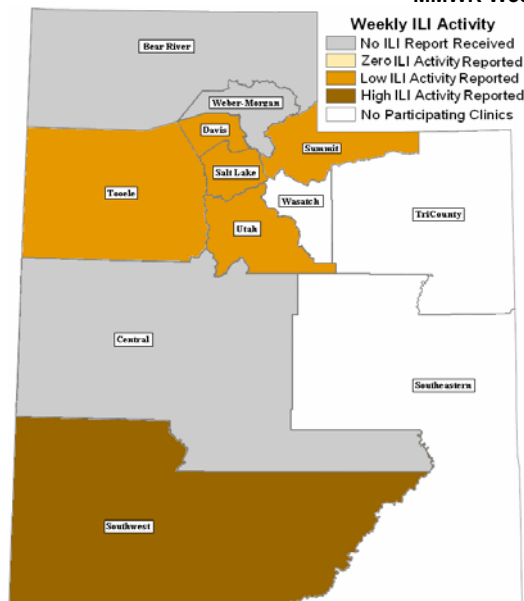 Weekly ILI Activity
No ILI Report Received
Zero ILI Activity Reported
Low ILI Activity Reported
High ILI Activity Reported
No Participating Clinics
Bear River
Weber-Morgan
Davis
Summit
Salt Lake
Tooele
Wasatch
TriCounty
Utah
Central
Southeastern
Southwest